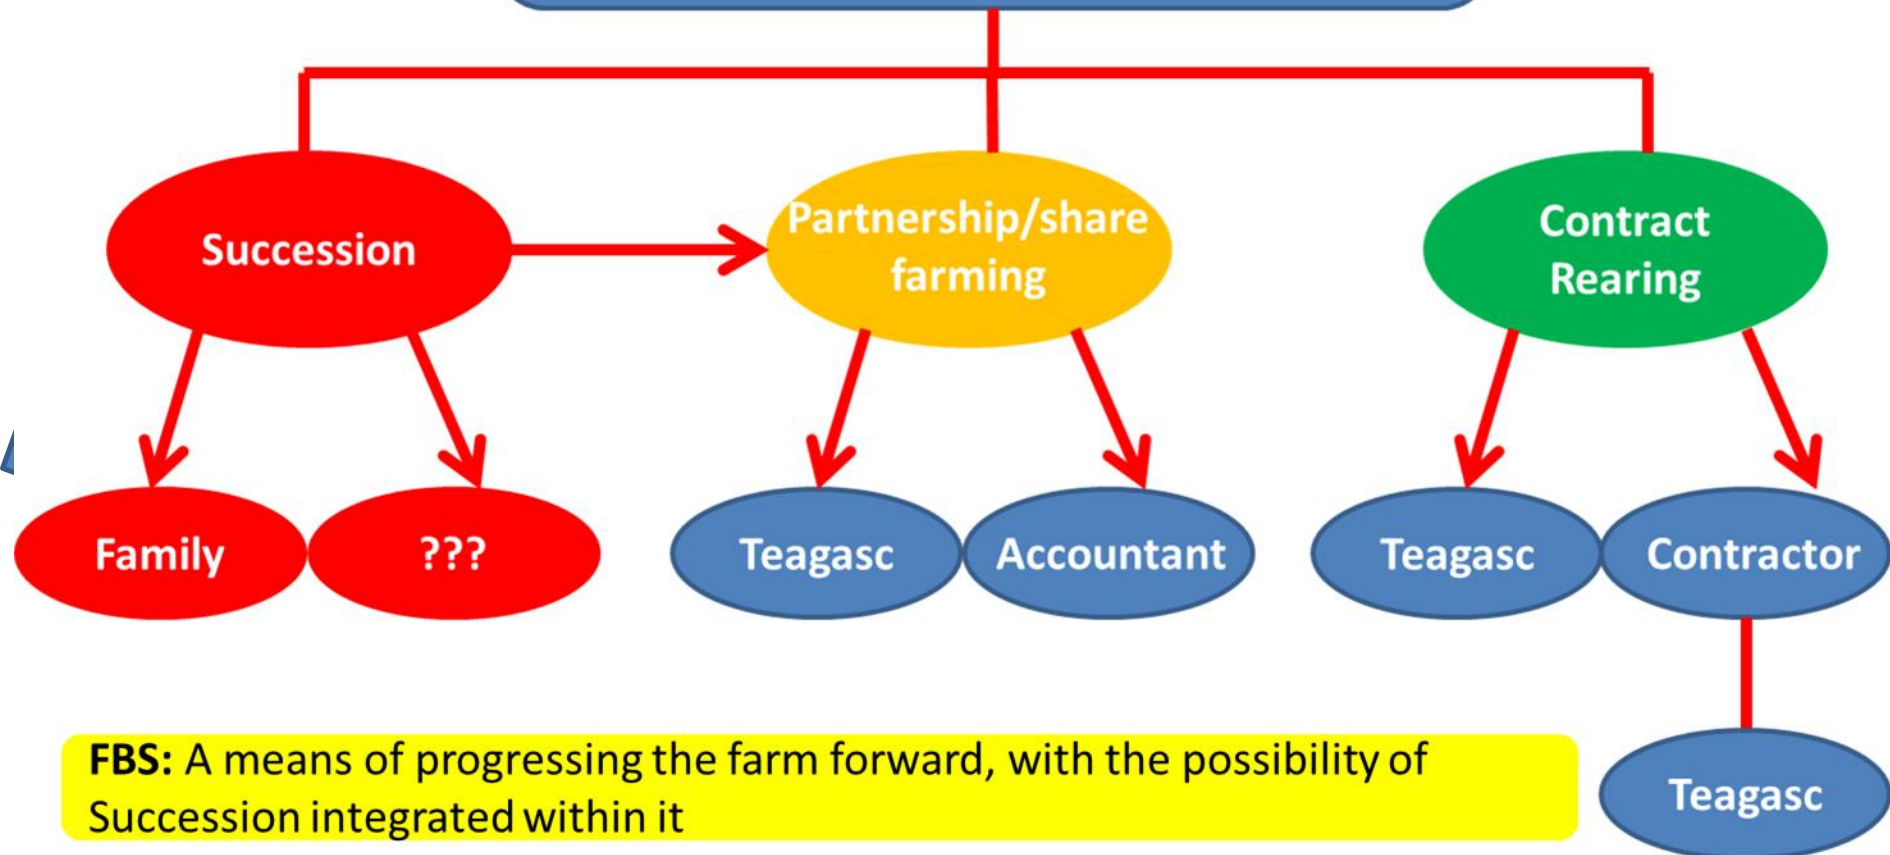 Succession
Partnership/share
farming
Contract
Rearing
Family
???
Teagasc
Accountant
Teagasc
Contractor
FBS: A means of progressing the farm forward, with the possibility of
Succession integrated within it
Teagasc